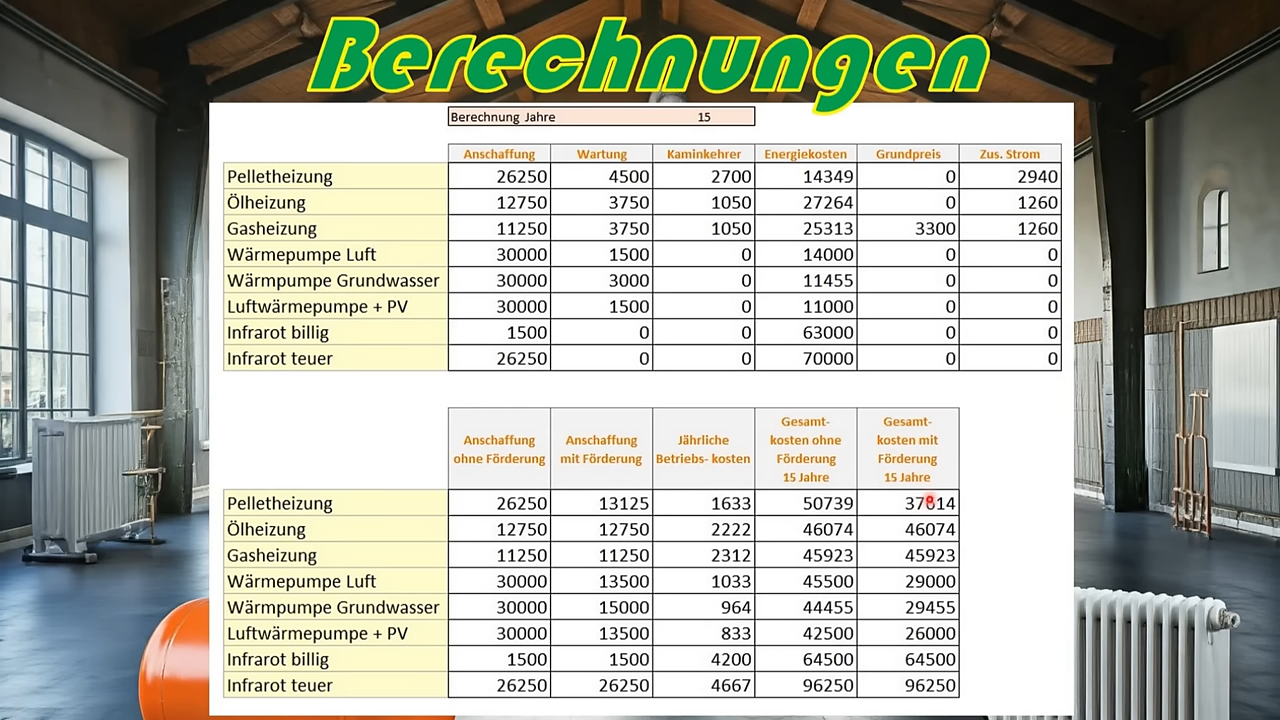 Berechnungen
Berechnung Jahre 15
Anschaffung Wartung Kaminkehrer Energiekosten Grundpreis Zus. Strom
Pelletheizung 26250 4500 2700 14349 0 2940
Ölheizung 12750 3750 1050 27264 0 1260
Gasheizung 11250 3750 1050 25313 3300 1260
Wärmepumpe Luft 30000 1500 0 14000 0 0
Wärmpumpe Grundwasser 30000 3000 0 11455 0 0
Luftwärmepumpe + PV 30000 1500 0 11000 0 0
Infrarot billig 1500 0 0 63000 0 0
Infrarot teuer 26250 0 0 70000 0 0
Gesamt- Gesamt-
Anschaffung Anschaffung Jährliche kosten ohne kosten mit
ohne Förderung mit Förderung Betriebs- kosten Förderung Förderung
15 Jahre 15 Jahre
Pelletheizung 26250 13125 1633 50739 37814
Ölheizung 12750 12750 2222 46074 46074
Gasheizung 11250 11250 2312 45923 45923
Wärmepumpe Luft 30000 13500 1033 45500 29000
Wärmpumpe Grundwasser 30000 15000 964 44455 29455
Luftwärmepumpe + PV 30000 13500 833 42500 26000
Infrarot billig 1500 1500 4200 64500 64500
Infrarot teuer 26250 26250 4667 96250 96250